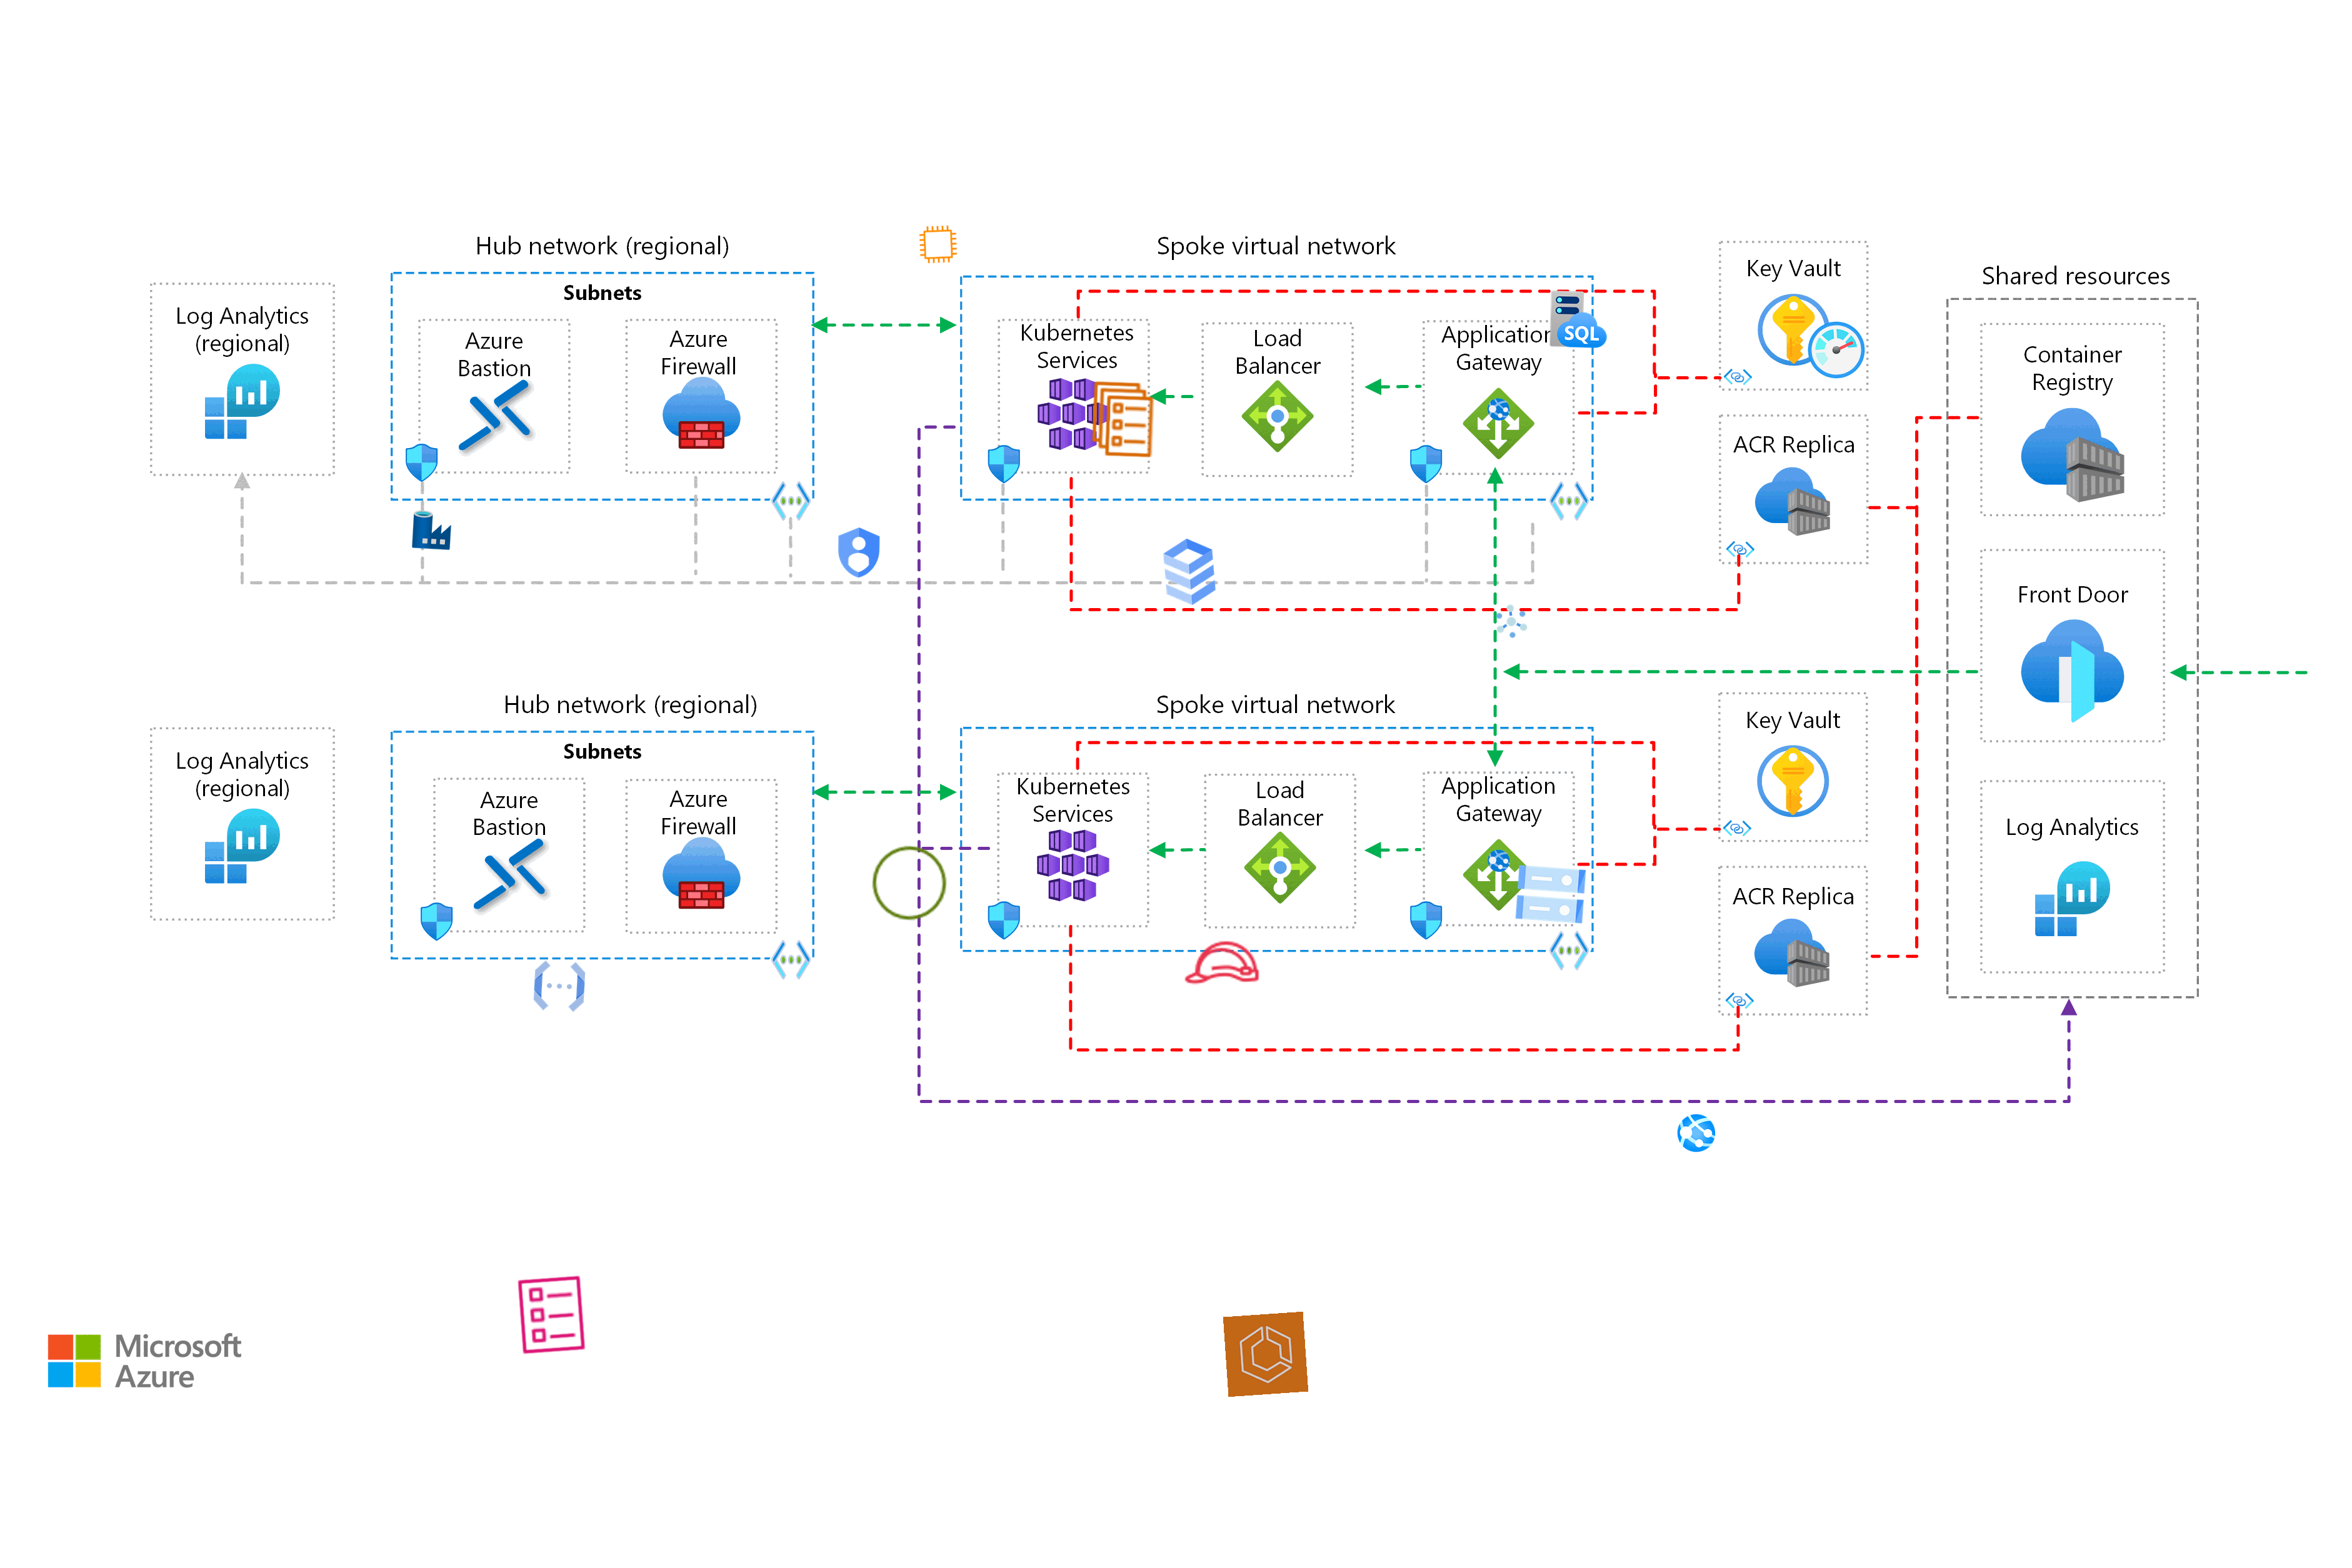 Hub network (regional)
Spoke virtual network
Key Vault
Shared resources
Log Analytics
(regional)
Subnets
Azure
Bastion
Azure
Firewall
Kubernetes
Services
Load
Balancer
Application
Gateway
SQL
Container
Registry
ACR Replica
Front Door
Hub network (regional)
Spoke virtual network
Key Vault
Log Analytics
(regional)
Subnets
Azure
Bastion
Azure
Firewall
Kubernetes
Services
Load
Balancer
Application
Gateway
Log Analytics
ACR Replica
Microsoft
Azure